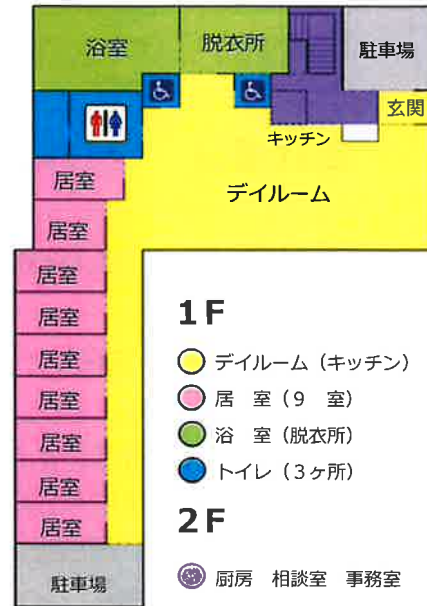 浴室
脱衣所
駐車場
玄関
キッチン
デイルーム
居室
居室
居室
居室
居室
居室
居室
居室
居室
駐車場
1F
デイルーム（キッチン）
居　室（9　室）
浴　室（脱衣所）
トイレ（3ヶ所）
2F
厨房　相談室　事務室